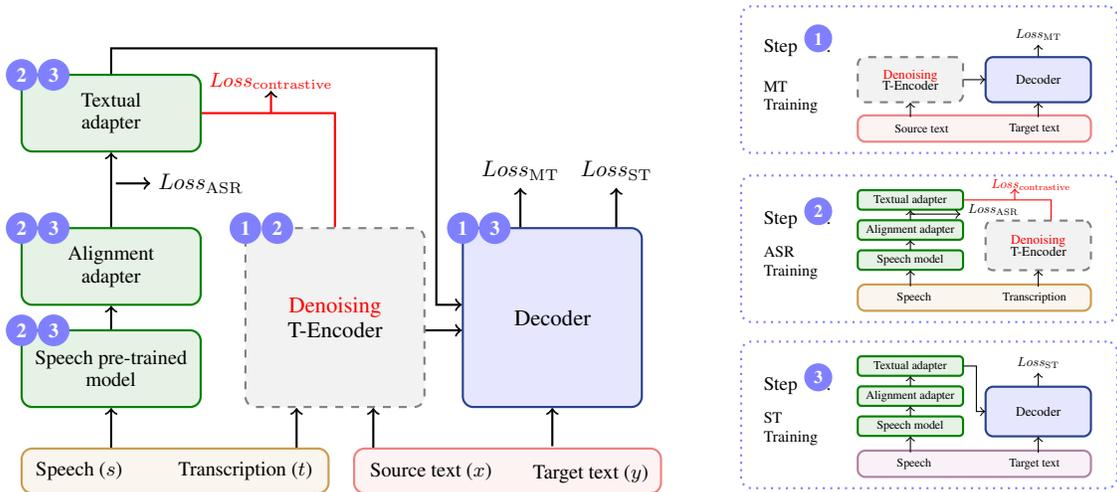 2 3
Textual
adapter
Loss_contrastive
Loss_ASR
2 3
Alignment
adapter
2 3
Speech pre-trained
model
1 2
Denoising
T-Encoder
Loss_MT
Loss_ST
1 3
Decoder
Speech (s)
Transcription (t)
Source text (x)
Target text (y)
Step 1.
MT
Training
Loss_MT
Denoising
T-Encoder
Decoder
Source text
Target text
Step 2.
ASR
Training
Textual adapter
Loss_contrastive
Loss_ASR
Alignment adapter
Speech model
Denoising
T-Encoder
Speech
Transcription
Step 3.
ST
Training
Textual adapter
Loss_ST
Alignment adapter
Speech model
Decoder
Speech
Target text